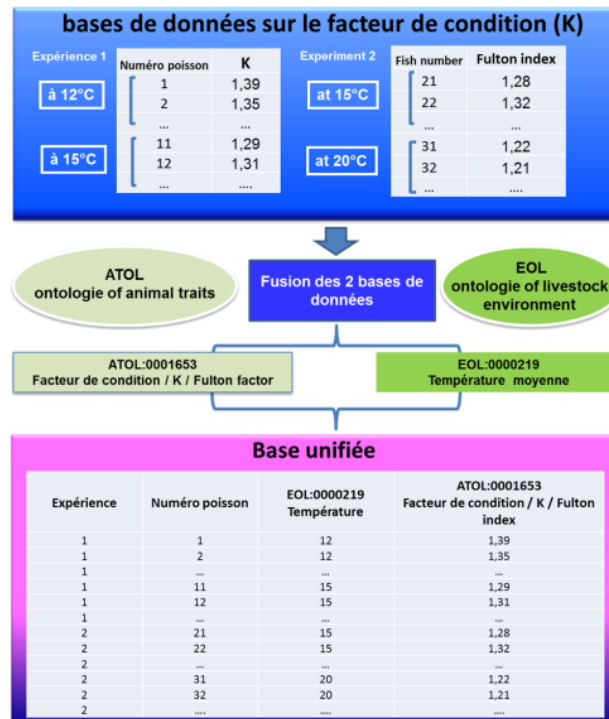 bases de données sur le facteur de condition (K)
Expérience 1
Numéro poisson K
à 12°C
1 1,39
2 1,35
... ...
à 15°C
11 1,29
12 1,31
... ....
Experiment 2
Fish number Fulton index
at 15°C
21 1,28
22 1,32
... ...
at 20°C
31 1,22
32 1,21
... ....
ATOL
ontologie of animal traits
Fusion des 2 bases de
données
EOL
ontologie of livestock
environment
ATOL:0001653
Facteur de condition / K / Fulton factor
EOL:0000219
Température moyenne
Base unifiée
Expérience Numéro poisson EOL:0000219 Température ATOL:0001653 Facteur de condition / K / Fulton index
1 1 12 1,39
1 2 12 1,35
1 ... ... ...
1 11 15 1,29
1 12 15 1,31
1 ... ... ...
2 21 15 1,28
2 22 15 1,32
2 ... ... ...
2 31 20 1,22
2 32 20 1,21
2 .... .... ....